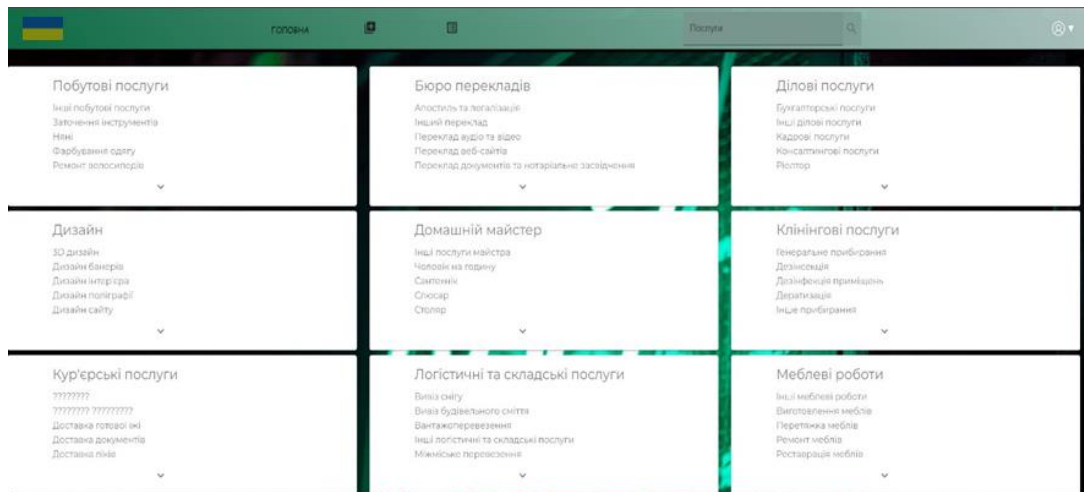 ГОЛОВНА
Послуги
Побутові послуги
Інші побутові послуги
Заточення інструментів
Няні
Фарбування одягу
Ремонт велосипедів
Бюро перекладів
Апостиль та легалізація
Інший переклад
Переклад аудіо та відео
Переклад веб-сайтів
Переклад документів та нотаріальне засвідчення
Ділові послуги
Бухгалтерські послуги
Інші ділові послуги
Кадрові послуги
Консалтингові послуги
Ріелтор
Дизайн
3D дизайн
Дизайн банерів
Дизайн інтер'єра
Дизайн поліграфії
Дизайн сайту
Домашній майстер
Інші послуги майстра
Чоловік на годину
Сантехнік
Слюсар
Столяр
Клінінгові послуги
Генеральне прибирання
Дезінсекція
Дезінфекція приміщень
Дератизація
Інше прибирання
Кур'єрські послуги
????????
???????? ?????????
Доставка готової їжі
Доставка документів
Доставка ліків
Логістичні та складські послуги
Вивіз снігу
Вивіз будівельного сміття
Вантажоперевезення
Інші логістичні та складські послуги
Міжміське перевезення
Меблеві роботи
Інші меблеві роботи
Виготовлення меблів
Перетяжка меблів
Ремонт меблів
Реставрація меблів